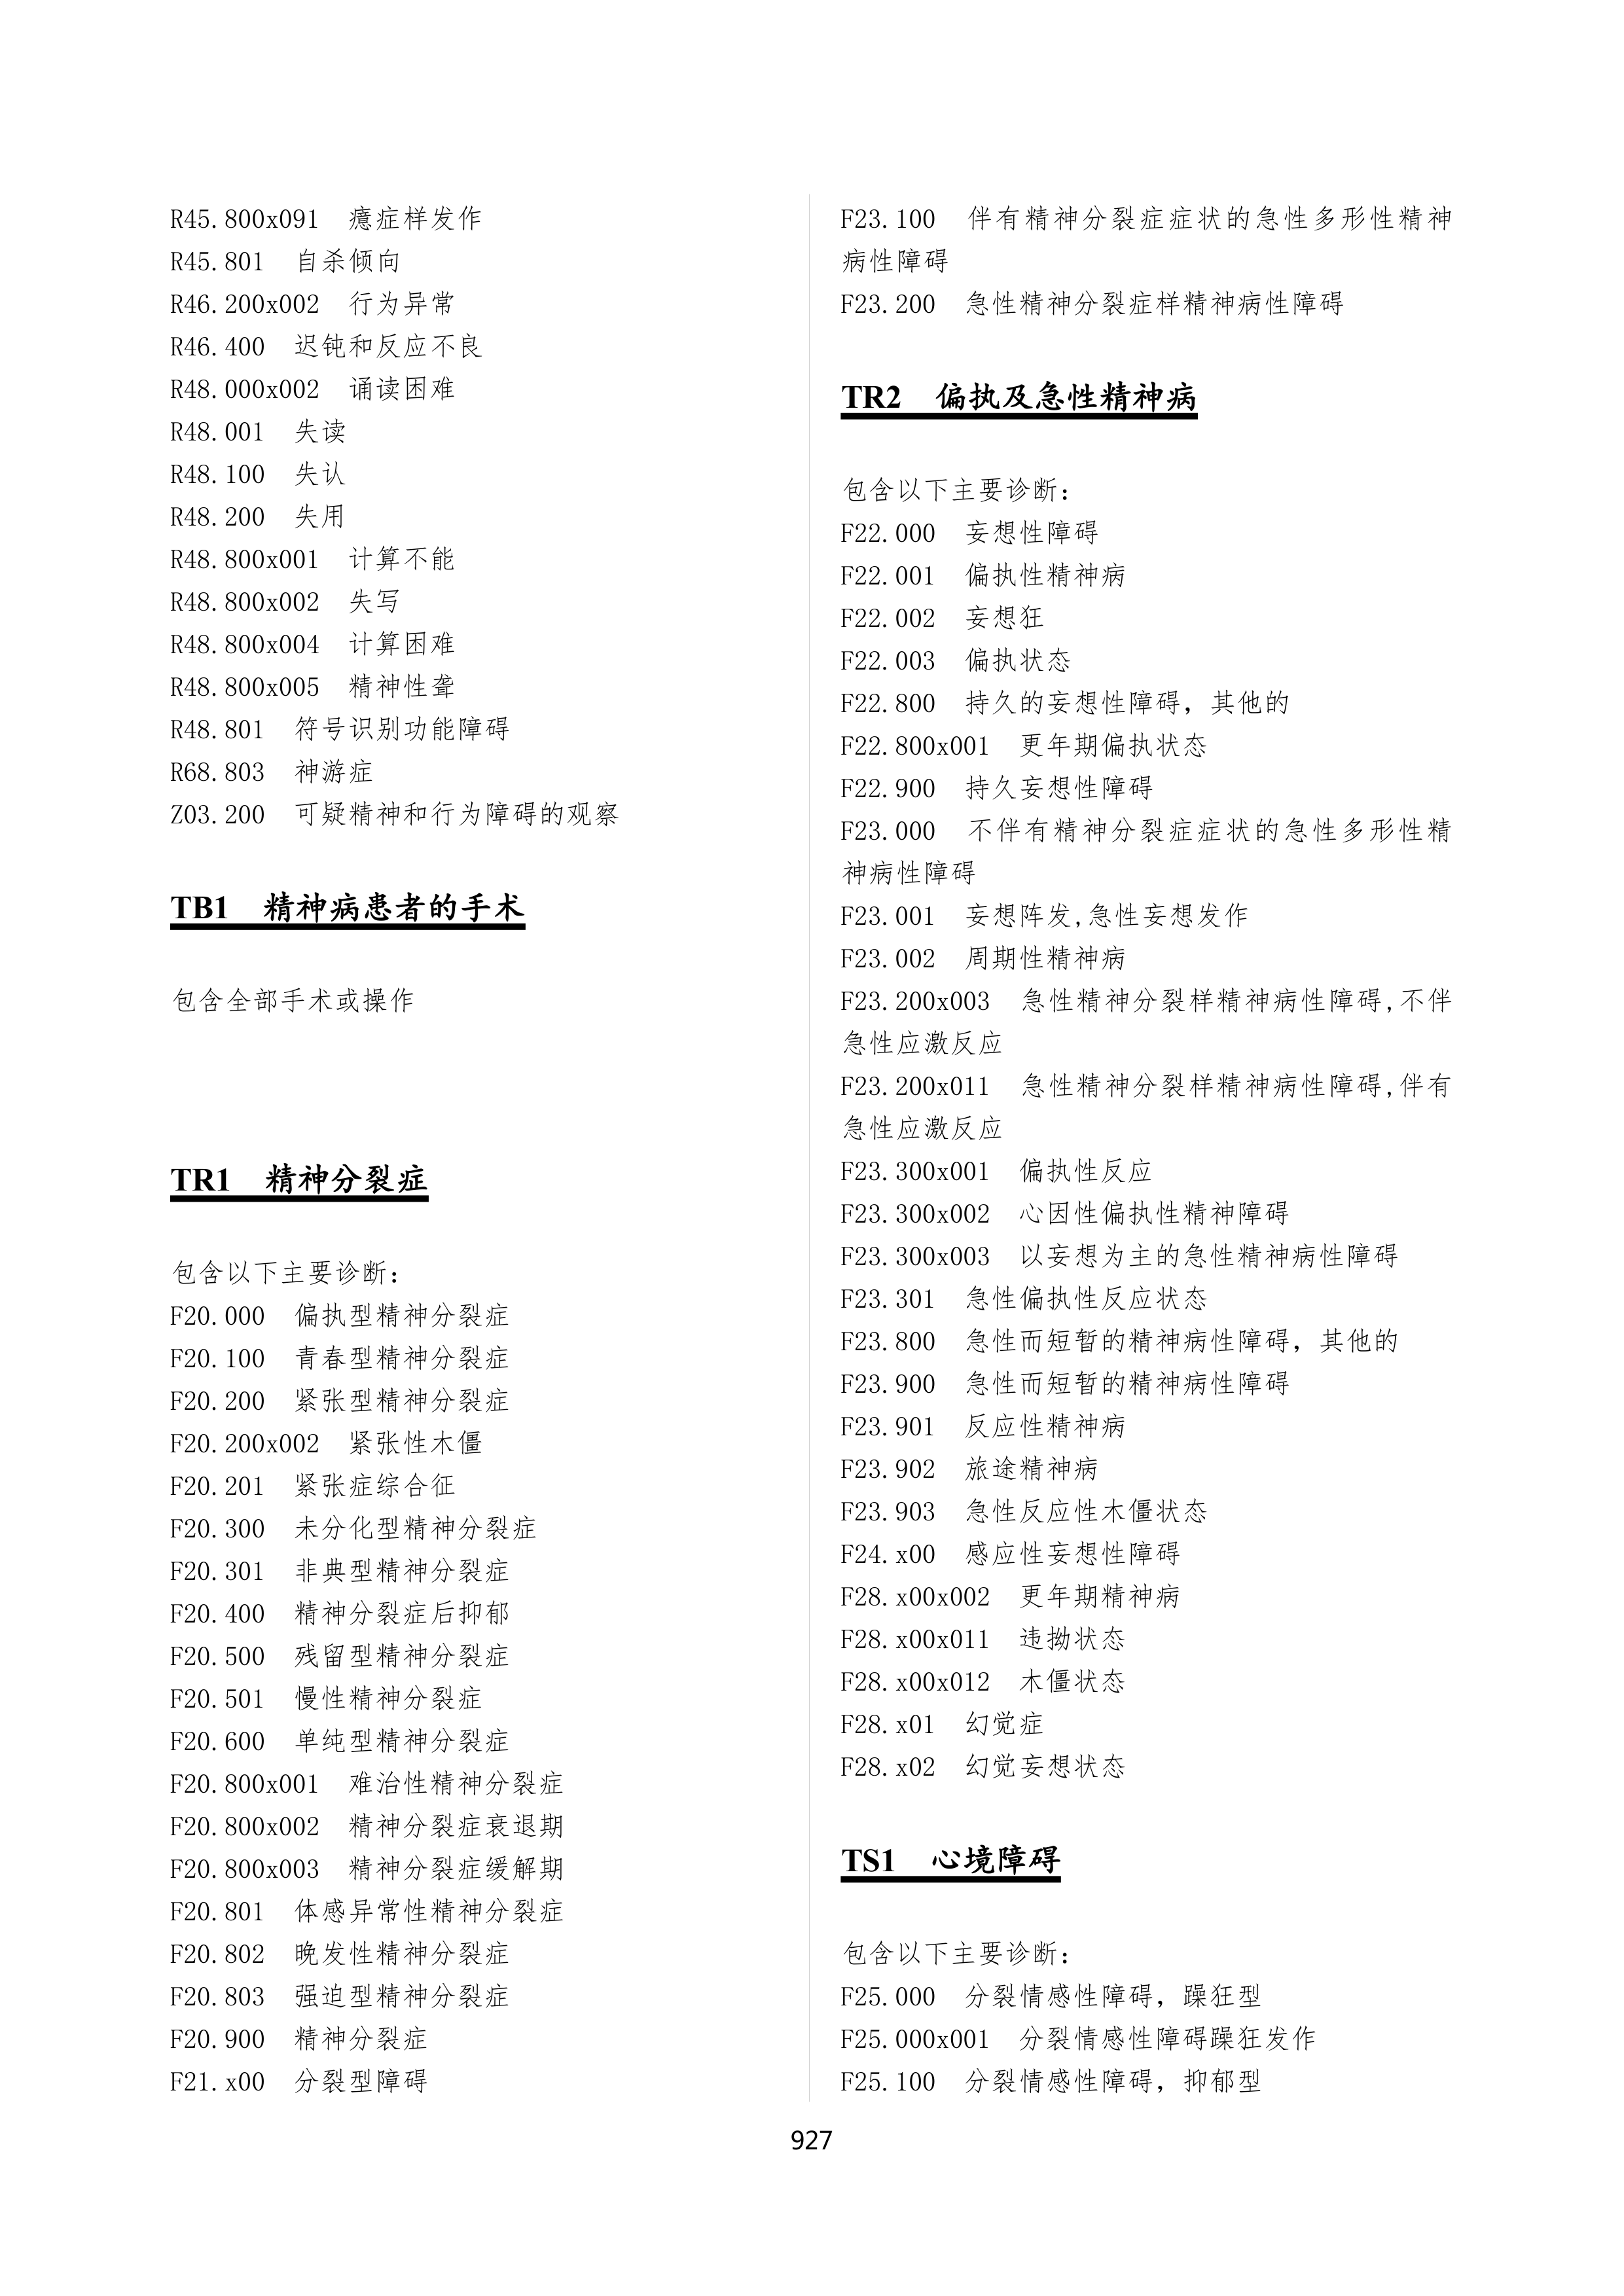 R45.800x091 癔症样发作
R45.801 自杀倾向
R46.200x002 行为异常
R46.400 迟钝和反应不良
R48.000x002 诵读困难
R48.001 失读
R48.100 失认
R48.200 失用
R48.800x001 计算不能
R48.800x002 失写
R48.800x004 计算困难
R48.800x005 精神性聋
R48.801 符号识别功能障碍
R68.803 神游症
Z03.200 可疑精神和行为障碍的观察
TB1 精神病患者的手术
包含全部手术或操作
TR1 精神分裂症
包含以下主要诊断：
F20.000 偏执型精神分裂症
F20.100 青春型精神分裂症
F20.200 紧张型精神分裂症
F20.200x002 紧张性木僵
F20.201 紧张症综合征
F20.300 未分化型精神分裂症
F20.301 非典型精神分裂症
F20.400 精神分裂症后抑郁
F20.500 残留型精神分裂症
F20.501 慢性精神分裂症
F20.600 单纯型精神分裂症
F20.800x001 难治性精神分裂症
F20.800x002 精神分裂症衰退期
F20.800x003 精神分裂症缓解期
F20.801 体感异常性精神分裂症
F20.802 晚发性精神分裂症
F20.803 强迫型精神分裂症
F20.900 精神分裂症
F21.x00 分裂型障碍
F23.100 伴有精神分裂症症状的急性多形性精神
病性障碍
F23.200 急性精神分裂症样精神病性障碍
TR2 偏执及急性精神病
包含以下主要诊断：
F22.000 妄想性障碍
F22.001 偏执性精神病
F22.002 妄想狂
F22.003 偏执状态
F22.800 持久的妄想性障碍，其他的
F22.800x001 更年期偏执状态
F22.900 持久妄想性障碍
F23.000 不伴有精神分裂症症状的急性多形性精
神病性障碍
F23.001 妄想阵发,急性妄想发作
F23.002 周期性精神病
F23.200x003 急性精神分裂样精神病性障碍,不伴
急性应激反应
F23.200x011 急性精神分裂样精神病性障碍,伴有
急性应激反应
F23.300x001 偏执性反应
F23.300x002 心因性偏执性精神障碍
F23.300x003 以妄想为主的急性精神病性障碍
F23.301 急性偏执性反应状态
F23.800 急性而短暂的精神病性障碍，其他的
F23.900 急性而短暂的精神病性障碍
F23.901 反应性精神病
F23.902 旅途精神病
F23.903 急性反应性木僵状态
F24.x00 感应性妄想性障碍
F28.x00x002 更年期精神病
F28.x00x011 违拗状态
F28.x00x012 木僵状态
F28.x01 幻觉症
F28.x02 幻觉妄想状态
TS1 心境障碍
包含以下主要诊断：
F25.000 分裂情感性障碍，躁狂型
F25.000x001 分裂情感性障碍躁狂发作
F25.100 分裂情感性障碍，抑郁型
927